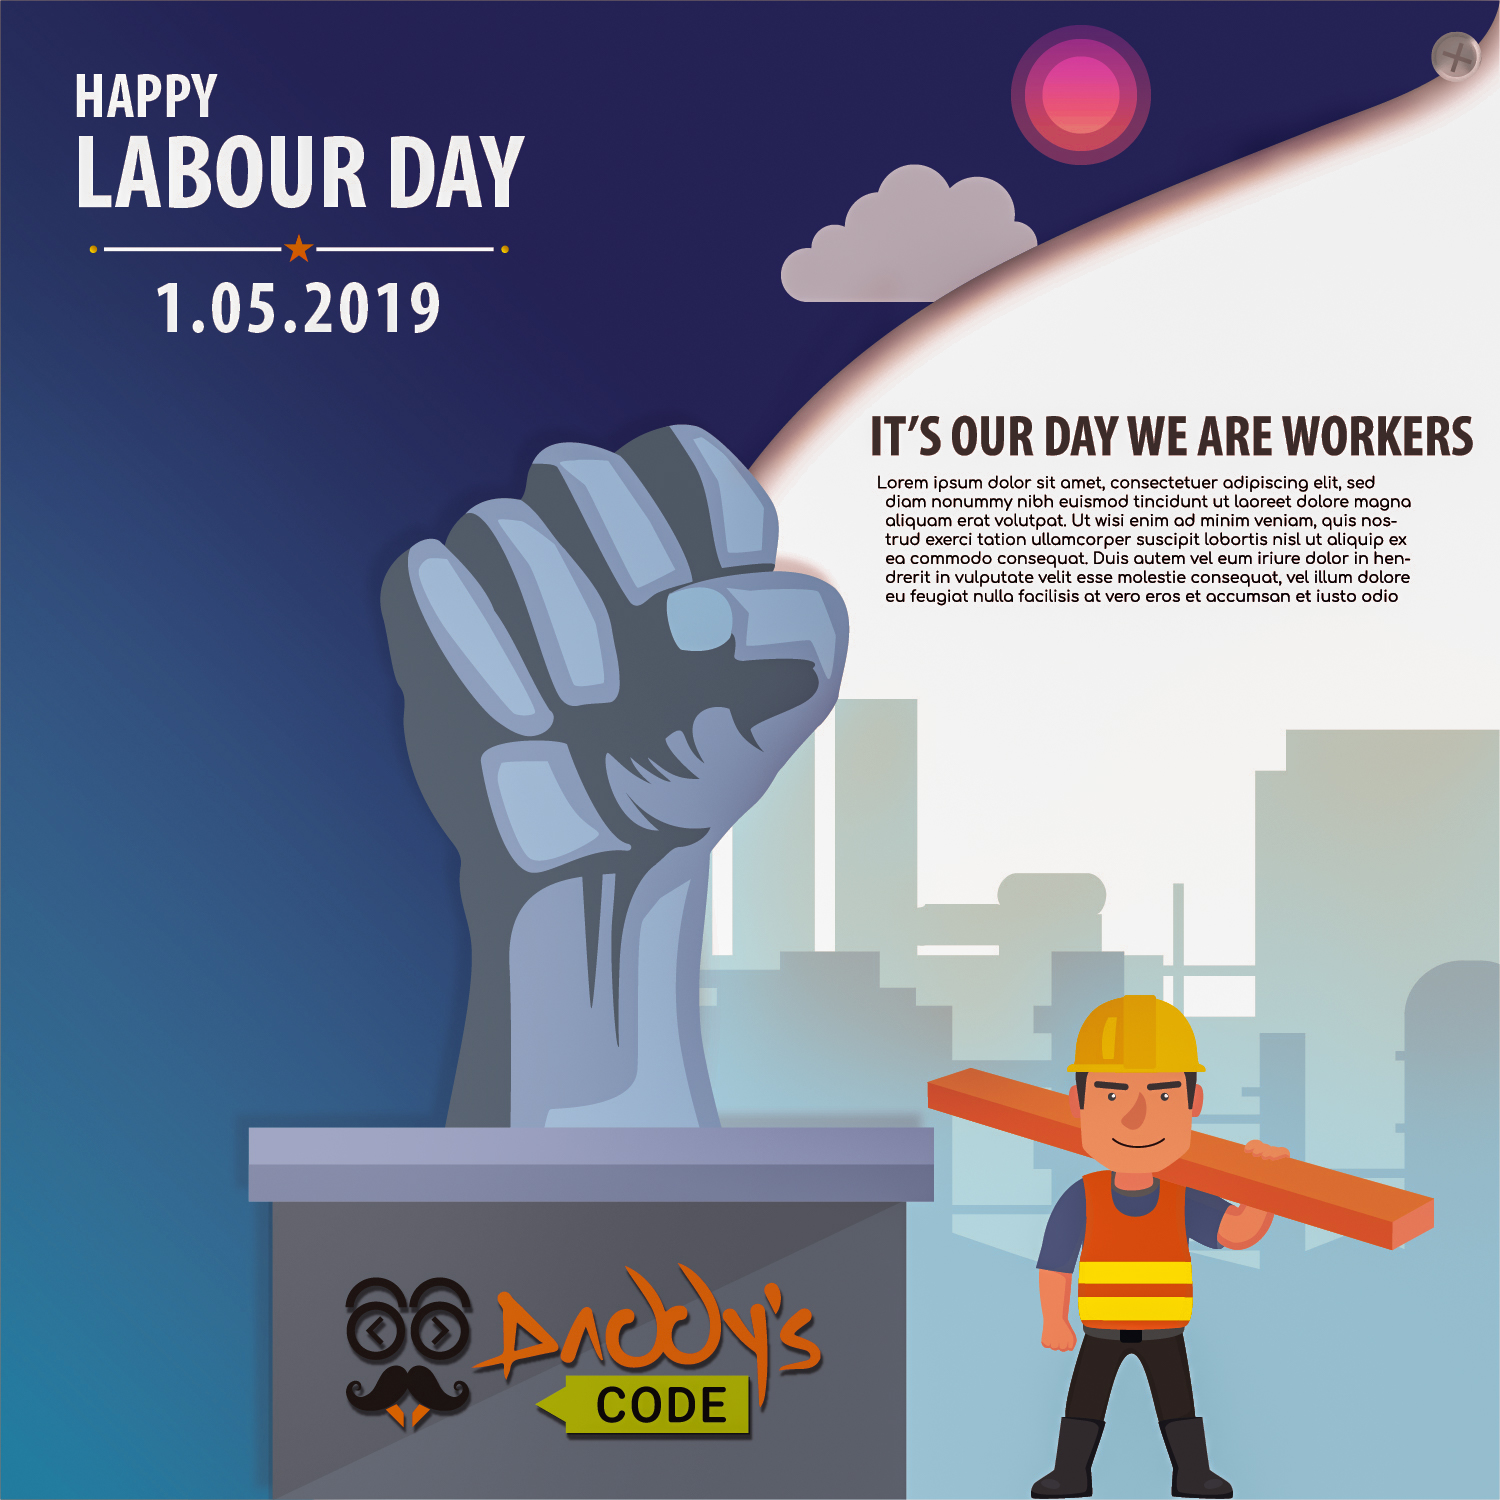 HAPPY
LABOUR DAY
1.05.2019
IT'S OUR DAY WE ARE WORKERS
Lorem ipsum dolor sit amet, consectetuer adipiscing elit, sed
diam nonummy nibh euismod tincidunt ut laoreet dolore magna
aliquam erat volutpat. Ut wisi enim ad minim veniam, quis nos-
trud exerci tation ullamcorper suscipit lobortis nisl ut aliquip ex
ea commodo consequat. Duis autem vel eum iriure dolor in hen-
drerit in vulputate velit esse molestie consequat, vel illum dolore
eu feugiat nulla facilisis at vero eros et accumsan et iusto odio
Daddy's
CODE